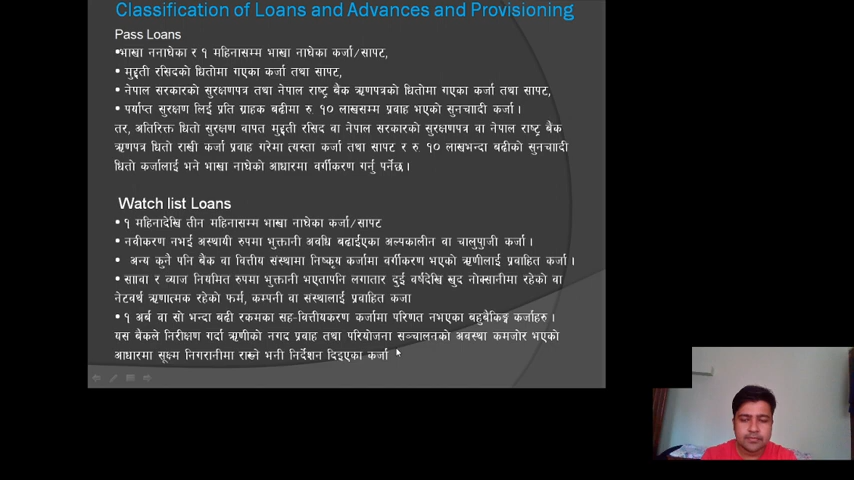 Classification of Loans and Advances and Provisioning
Pass Loans
•भाखा ननाघेका र १ महिनासम्म भाखा नाघेका कर्जा/सापट,
• मुद्दती रसिदको धितोमा गएका कर्जा तथा सापट,
• नेपाल सरकारको सुरक्षणपत्र तथा नेपाल राष्ट्र बैंक ऋणपत्रको धितोमा गएका कर्जा तथा सापट,
• पर्याप्त सुरक्षण लिई प्रति ग्राहक बढीमा रु. १० लाखसम्म प्रवाह भएको सुनचाादी कर्जा ।
तर, अतिरिक्त धितो सुरक्षण वापत मुद्दती रसिद वा नेपाल सरकारको सुरक्षणपत्र वा नेपाल राष्ट्र बैंक
ऋणपत्र धितो राखी कर्जा प्रवाह गरेमा त्यस्ता कर्जा तथा सापट र रु. १० लाखभन्दा बढीको सुनचाादी
धितो कर्जालाई भने भाखा नाघेको आधारमा वर्गीकरण गर्नु पर्नेछ ।
Watch list Loans
• १ महिनादेखि तीन महिनासम्म भाखा नाघेका कर्जा/सापट
• नवीकरण नभई अस्थायी रुपमा भुक्तानी अवधि बढाईएका अल्पकालीन वा चालुपुाजी कर्जा ।
• अन्य कुनै पनि बैंक वा वित्तीय संस्थामा निष्कृय कर्जामा वर्गीकरण भएको ऋणीलाई प्रवाहित कर्जा ।
• साावा र व्याज नियमित रुपमा भुक्तानी भएतापनि लगातार दुई वर्षदेखि खुद नोक्सानीमा रहेको वा
नेटवर्थ ऋणात्मक रहेको फर्म, कम्पनी वा संस्थालाई प्रवाहित कजा
• १ अर्ब वा सो भन्दा बढी रकमका सह-वित्तीयकरण कर्जामा परिणत नभएका बहुबैंकिङ्ग कर्जाहरु ।
यस बैंकले निरीक्षण गर्दा ऋणीको नगद प्रवाह तथा परियोजना सञ्चालनको अवस्था कमजोर भएको
आधारमा सूक्ष्म निगरानीमा राख्ने भनी निर्देशन दिइएका कर्जा